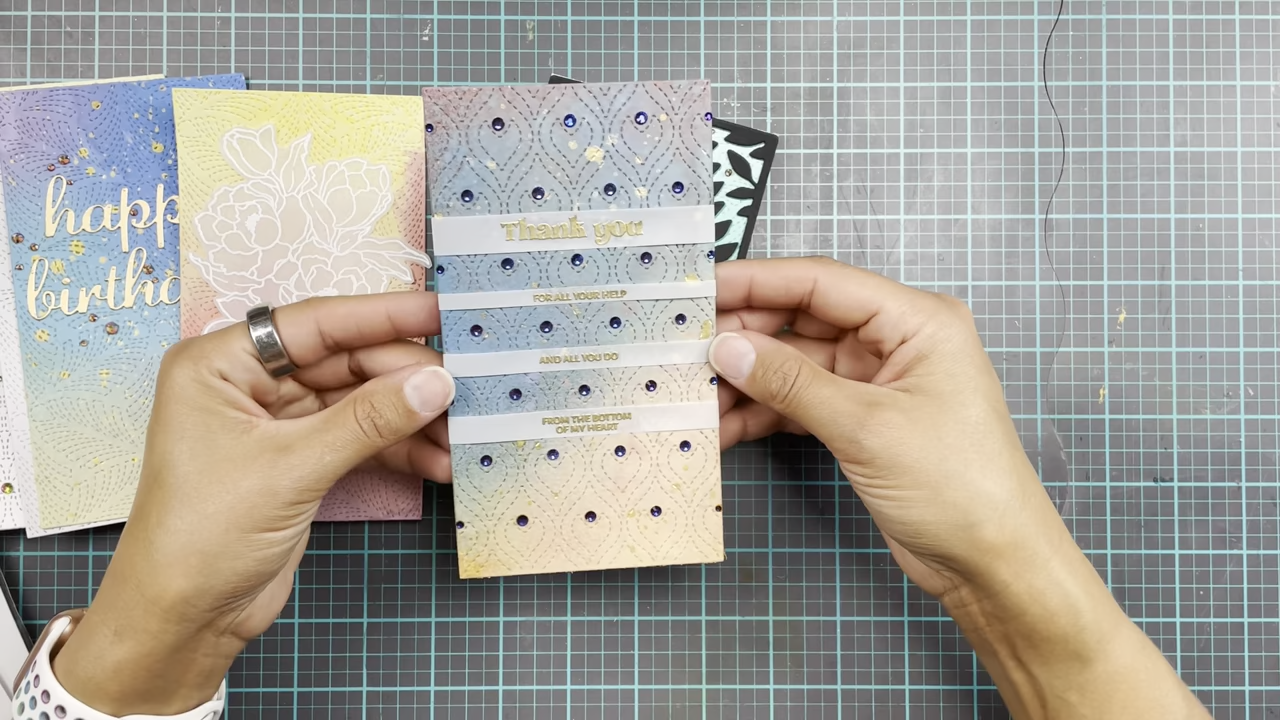 happ
birthd
Thank you
FOR ALL YOUR HELP
AND ALL YOU DO
FROM THE BOTTOM
OF MY HEART